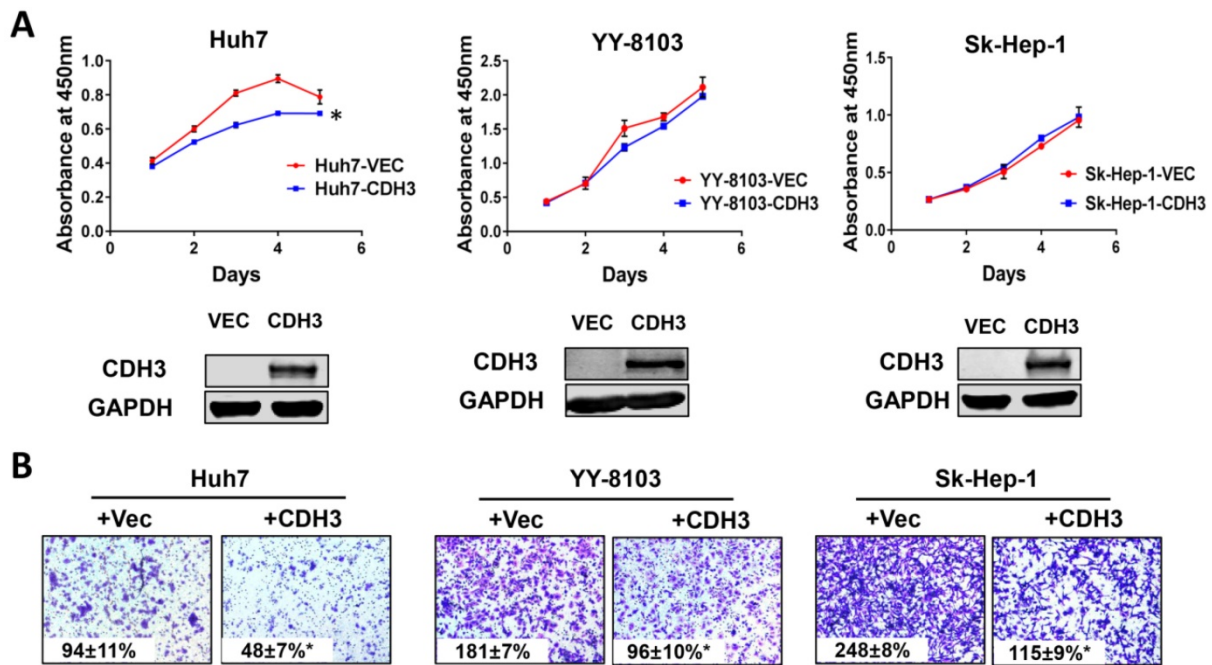 A
Huh7
YY-8103
Sk-Hep-1
Absorbance at 450nm
1.0
0.8
0.6
0.4
0.2
0.0
0 2 4 6
Days
*
Huh7-VEC
Huh7-CDH3
Absorbance at 450nm
2.5
2.0
1.5
1.0
0.5
0.0
0 2 4 6
Days
YY-8103-VEC
YY-8103-CDH3
Absorbance at 450nm
1.5
1.0
0.5
0.0
0 2 4 6
Days
Sk-Hep-1-VEC
Sk-Hep-1-CDH3
VEC CDH3
CDH3
GAPDH
VEC CDH3
CDH3
GAPDH
VEC CDH3
CDH3
GAPDH
B
Huh7
YY-8103
Sk-Hep-1
+Vec +CDH3
+Vec +CDH3
+Vec +CDH3
94±11%
48±7%*
181±7%
96±10%*
248±8%
115±9%*